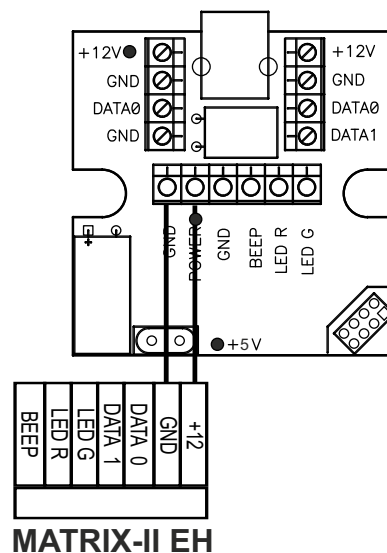 +12V
GND
DATA0
GND
+12V
GND
DATA0
DATA1
GND
POWER
GND
BEEP
LED R
LED G
+
+5V
BEEP
LED R
LED G
DATA 1
DATA 0
GND
+12
MATRIX-II EH